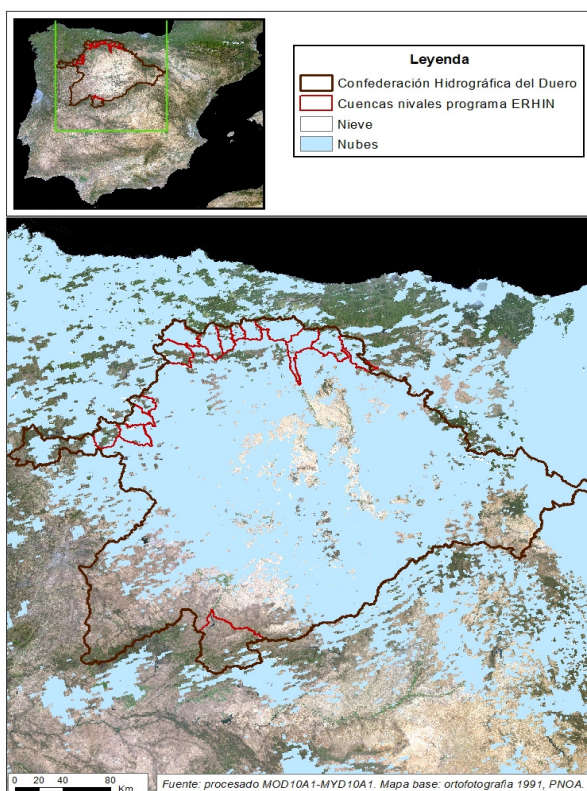 Leyenda
Confederación Hidrográfica del Duero
Cuencas nivales programa ERHIN
Nieve
Nubes
0 20 40 80
Km
Fuente: procesado MOD10A1-MYD10A1. Mapa base: ortofotografia 1991, PNOA.